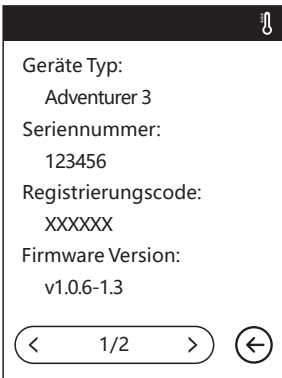 Geräte Typ:
Adventurer 3
Seriennummer:
123456
Registrierungscode:
XXXXXX
Firmware Version:
v1.0.6-1.3
1/2